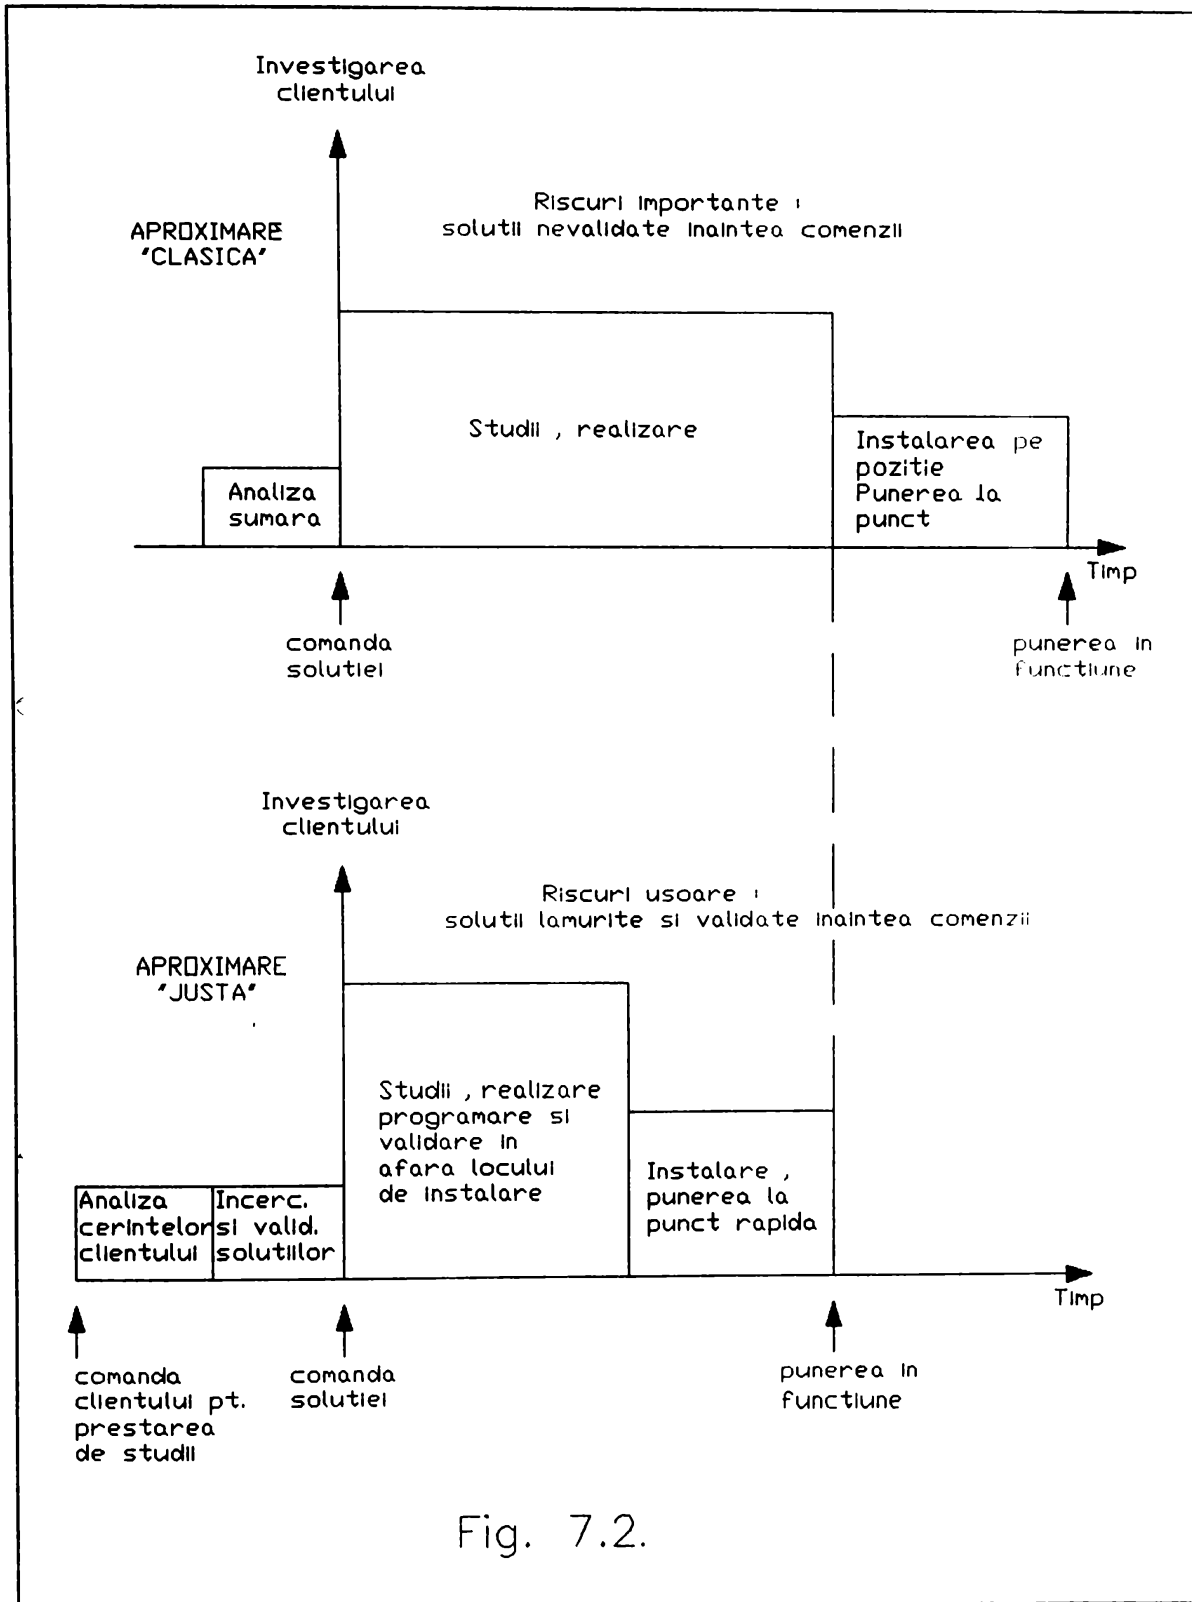 Investigarea
clientului
APROXIMARE
"CLASICA"
Riscuri importante :
solutii nevalidate inaintea comenzii
Studii , realizare
Analiza
sumara
Instalarea pe
pozitie
Punerea la
punct
Timp
comanda
solutiei
punerea in
functiune
Investigarea
clientului
Riscuri usoare :
solutii lamurite si validate inaintea comenzii
APROXIMARE
"JUSTA"
Studii , realizare
programare si
validare in
afara locului
de instalare
Instalare ,
punerea la
punct rapida
Analiza
cerintelor
clientului
Incerc.
si valid.
solutiilor
Timp
comanda
clientului pt.
prestarea
de studii
comanda
solutiei
punerea in
functiune
Fig. 7.2.